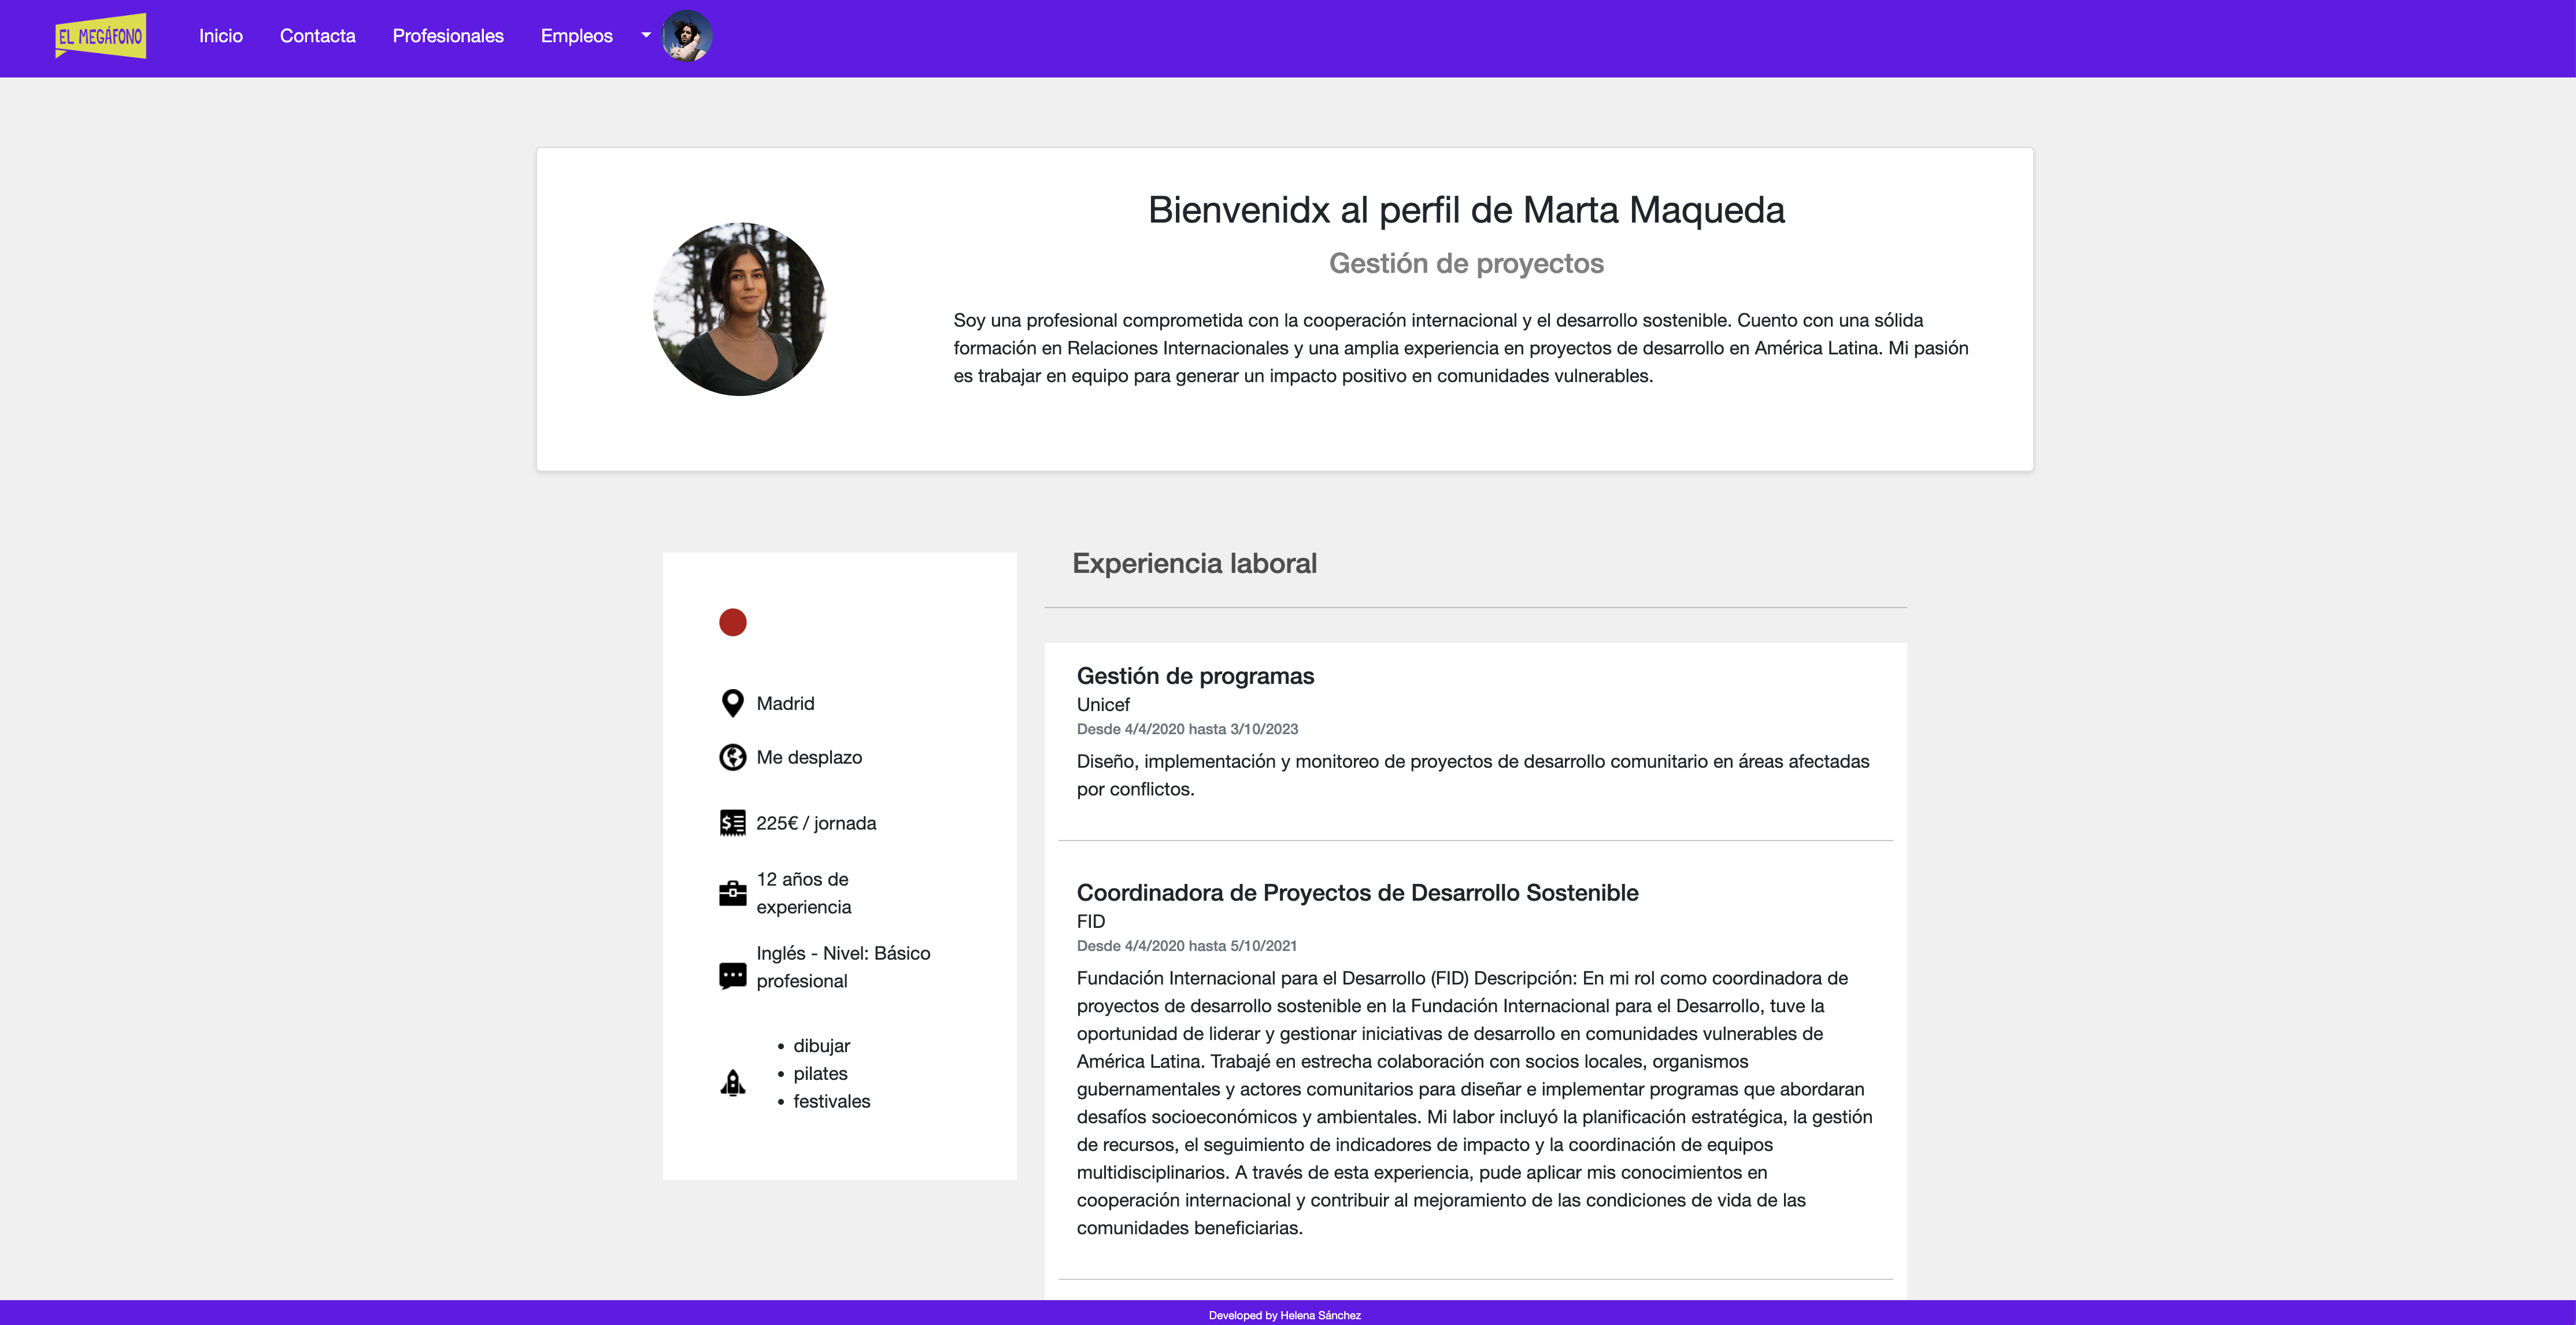 EL MEGÁFONO
Inicio
Contacta
Profesionales
Empleos
Bienvenidx al perfil de Marta Maqueda
Gestión de proyectos
Soy una profesional comprometida con la cooperación internacional y el desarrollo sostenible. Cuento con una sólida
formación en Relaciones Internacionales y una amplia experiencia en proyectos de desarrollo en América Latina. Mi pasión
es trabajar en equipo para generar un impacto positivo en comunidades vulnerables.
Madrid
Me desplazo
225€ / jornada
12 años de
experiencia
Inglés - Nivel: Básico
profesional
• dibujar
• pilates
• festivales
Experiencia laboral
Gestión de programas
Unicef
Desde 4/4/2020 hasta 3/10/2023
Diseño, implementación y monitoreo de proyectos de desarrollo comunitario en áreas afectadas
por conflictos.
Coordinadora de Proyectos de Desarrollo Sostenible
FID
Desde 4/4/2020 hasta 5/10/2021
Fundación Internacional para el Desarrollo (FID) Descripción: En mi rol como coordinadora de
proyectos de desarrollo sostenible en la Fundación Internacional para el Desarrollo, tuve la
oportunidad de liderar y gestionar iniciativas de desarrollo en comunidades vulnerables de
América Latina. Trabajé en estrecha colaboración con socios locales, organismos
gubernamentales y actores comunitarios para diseñar e implementar programas que abordaran
desafíos socioeconómicos y ambientales. Mi labor incluyó la planificación estratégica, la gestión
de recursos, el seguimiento de indicadores de impacto y la coordinación de equipos
multidisciplinarios. A través de esta experiencia, pude aplicar mis conocimientos en
cooperación internacional y contribuir al mejoramiento de las condiciones de vida de las
comunidades beneficiarias.
Developed by Helena Sánchez